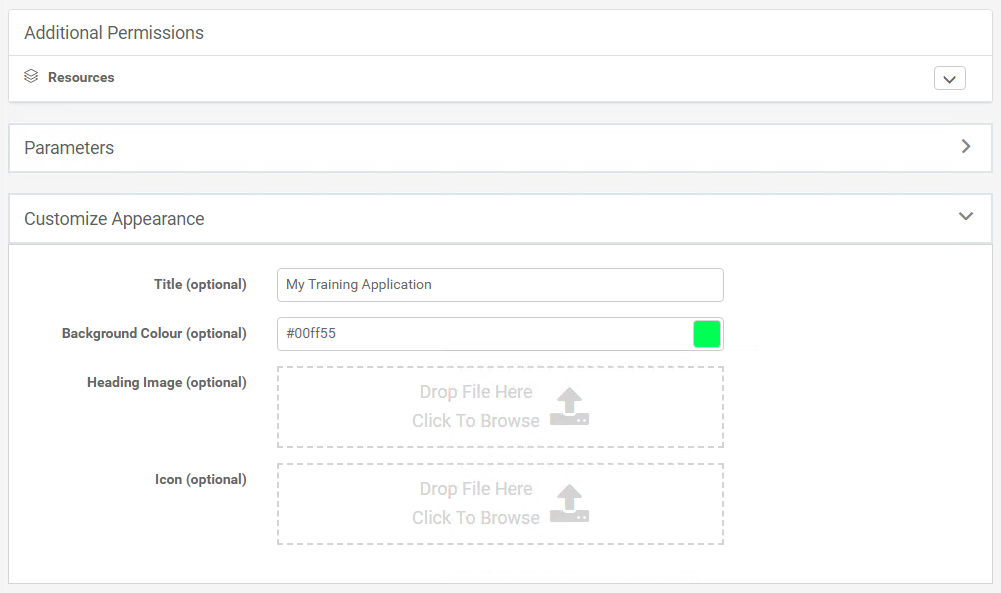 Additional Permissions
Resources
Parameters
Customize Appearance
Title (optional)
My Training Application
Background Colour (optional)
#00ff55
Heading Image (optional)
Drop File Here
Click To Browse
Icon (optional)
Drop File Here
Click To Browse